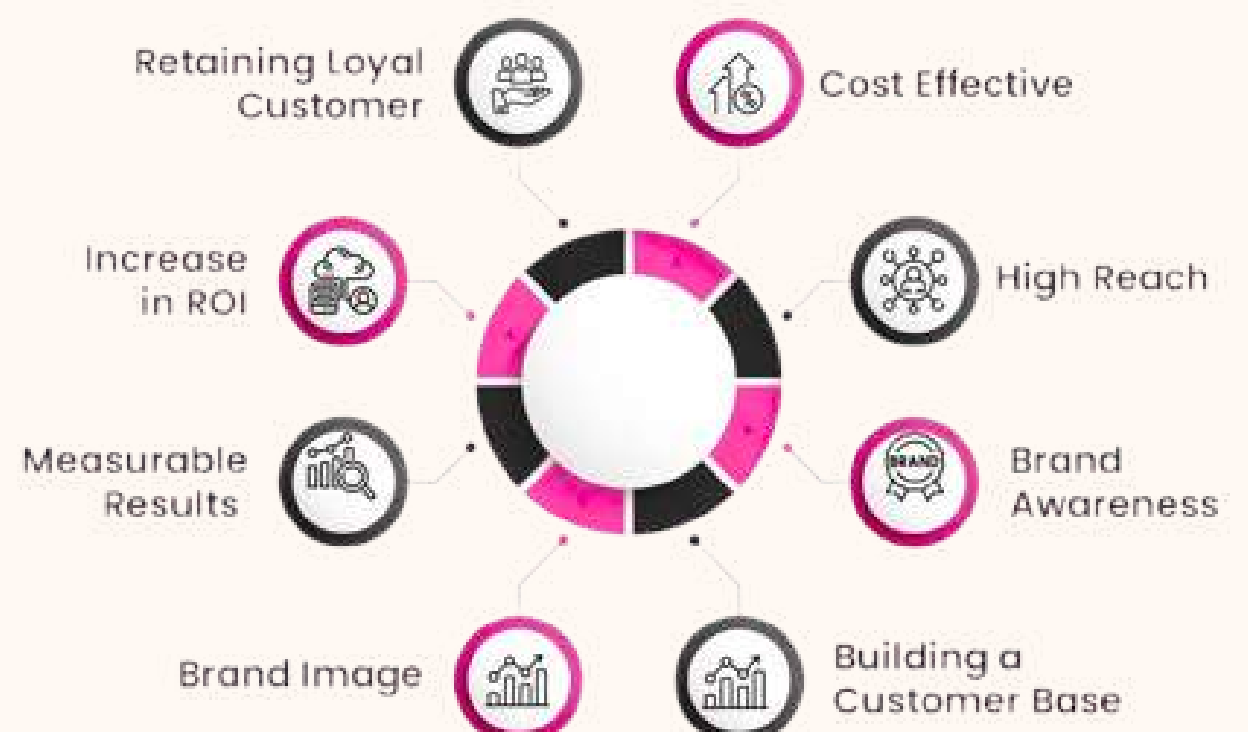 Retaining Loyal
Customer
Cost Effective
Increase
in ROI
High Reach
Measurable
Results
BRAND
Brand
Awareness
Brand Image
Building a
Customer Base